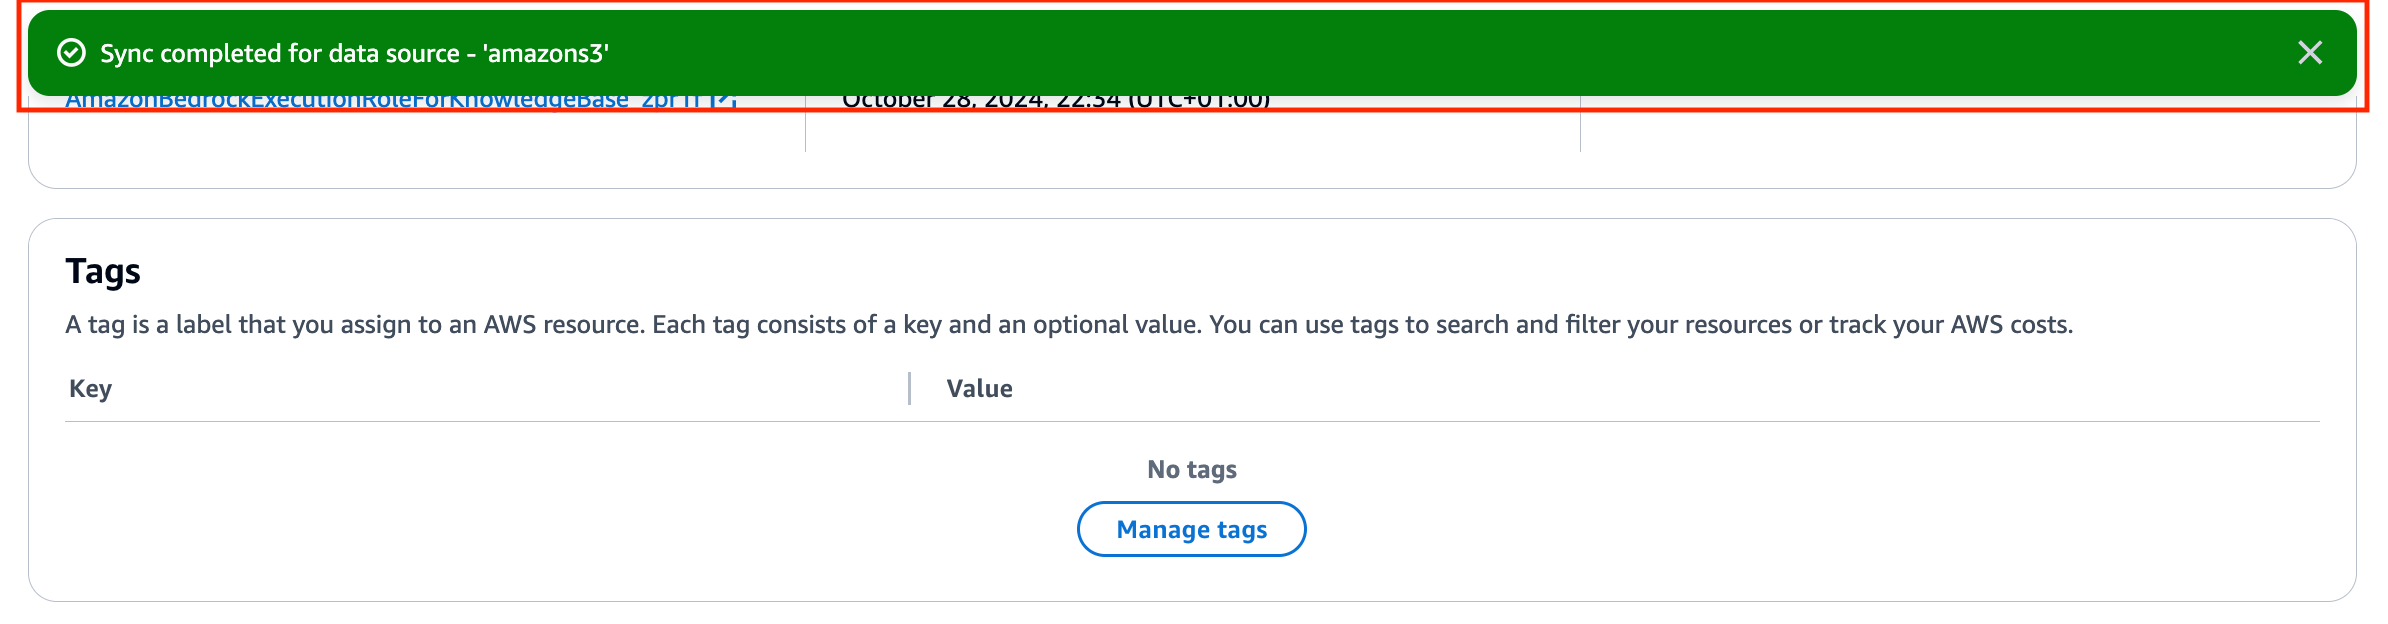 Sync completed for data source - 'amazons3'
AmazonBedrockExecutionRoleForKnowledgeBase
October 28, 2024, 22:34 (UTC+01:00)
Tags
A tag is a label that you assign to an AWS resource. Each tag consists of a key and an optional value. You can use tags to search and filter your resources or track your AWS costs.
Key
Value
No tags
Manage tags